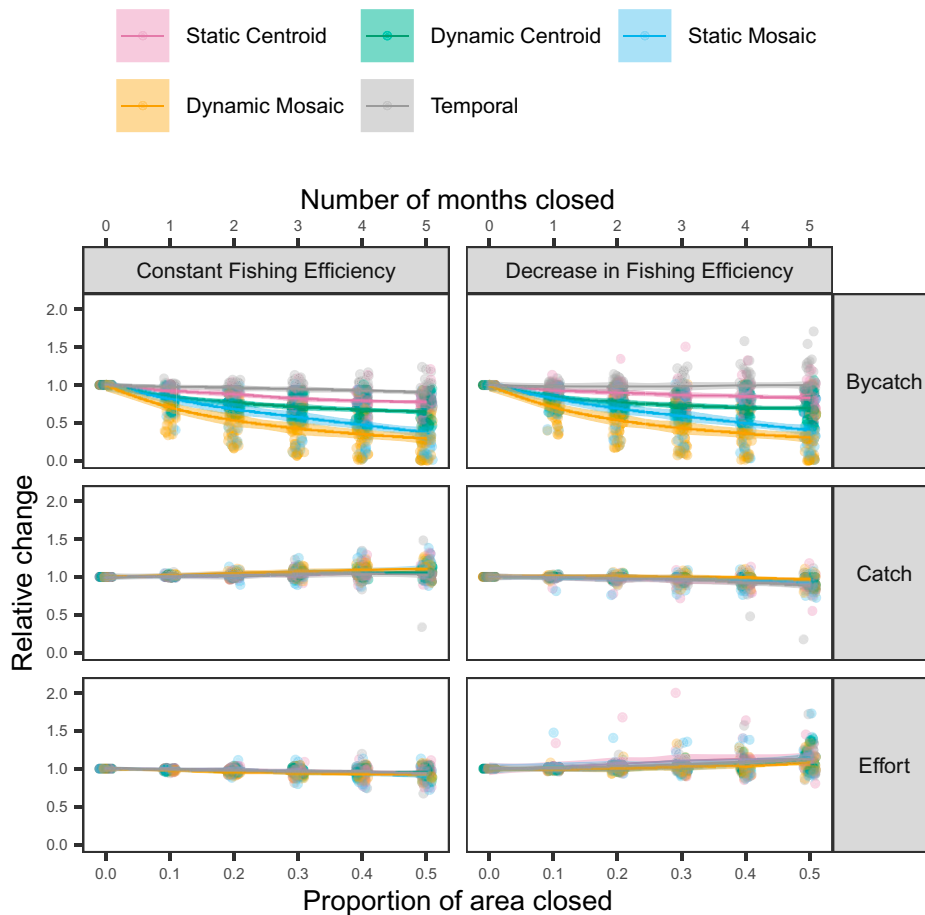 Static Centroid Dynamic Centroid Static Mosaic
Dynamic Mosaic Temporal
Number of months closed
0 1 2 3 4 5 0 1 2 3 4 5
Constant Fishing Efficiency Decrease in Fishing Efficiency
2.0
1.5
1.0
0.5
0.0
Bycatch
2.0
1.5
1.0
0.5
0.0
Catch
2.0
1.5
1.0
0.5
0.0
Effort
Relative change
0.0 0.1 0.2 0.3 0.4 0.5 0.0 0.1 0.2 0.3 0.4 0.5
Proportion of area closed